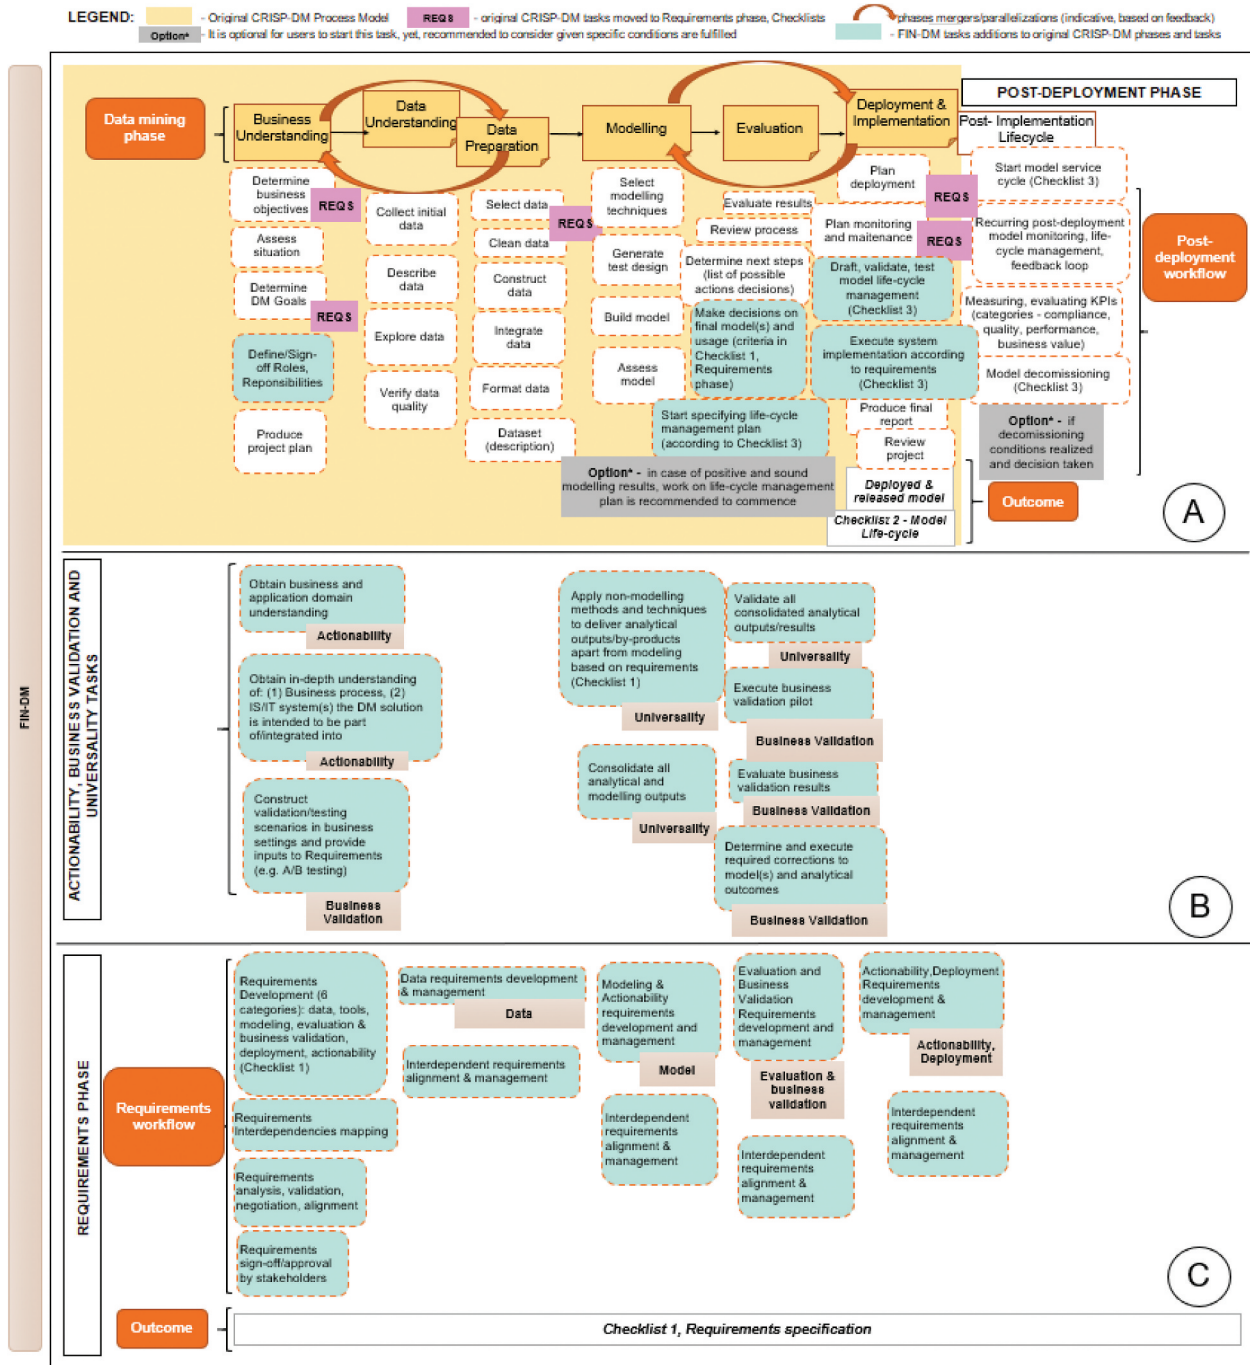 LEGEND:
- Original CRISP-DM Process Model
REQS
- original CRISP-DM tasks moved to Requirements phase, Checklists
phases mergers/parallelizations (indicative, based on feedback)
Option*
- It is optional for users to start this task, yet, recommended to consider given specific conditions are fulfilled
- FIN-DM tasks additions to original CRISP-DM phases and tasks
FIN-DM
Data mining
phase
Business
Understanding
Data
Understanding
Data
Preparation
Modelling
Evaluation
Deployment &
Implementation
POST-DEPLOYMENT PHASE
Post- Implementation
Lifecycle
Determine
business
objectives
REQS
Assess
situation
Determine
DM Goals
REQS
Define/Sign-
off Roles,
Reponsibilities
Produce
project plan
Collect initial
data
Describe
data
Explore data
Verify data
quality
Select data
REQS
Clean data
Construct
data
Integrate
data
Format data
Dataset
(description)
Select
modelling
techniques
Generate
test design
Build model
Assess
model
Evaluate results
Review process
Determine next steps
(list of possible
actions decisions)
Make decisions on
final model(s) and
usage (criteria in
Checklist 1,
Requirements
phase)
Start specifying life-cycle
management plan
(according to Checklist 3)
Option* - in case of positive and sound
modelling results, work on life-cycle management
plan is recommended to commence
Plan
deployment
REQS
Plan monitoring
and maitenance
REQS
Draft, validate, test
model life-cycle
management
(Checklist 3)
Execute system
implementation according
to requirements
(Checklist 3)
Produce final
report
Review
project
Deployed &
released model
Checklist 2 - Model
Life-cycle
Outcome
Start model service
cycle (Checklist 3)
Recurring post-deployment
model monitoring, life-
cycle management,
feedback loop
Measuring, evaluating KPIs
(categories - compliance,
quality, performance,
business value)
Model decomissioning
(Checklist 3)
Option* - if
decomissioning
conditions realized
and decision taken
Post-
deployment
workflow
A
ACTIONABILITY, BUSINESS VALIDATION AND
UNIVERSALITY TASKS
Obtain business and
application domain
understanding
Actionability
Obtain in-depth understanding
of: (1) Business process, (2)
IS/IT system(s) the DM solution
is intended to be part
of/integrated into
Actionability
Construct
validation/testing
scenarios in business
settings and provide
inputs to Requirements
(e.g. A/B testing)
Business
Validation
Apply non-modelling
methods and techniques
to deliver analytical
outputs/by-products
apart from modeling
based on requirements
(Checklist 1)
Universality
Consolidate all
analytical and
modelling outputs
Universality
Validate all
consolidated analytical
outputs/results
Universality
Execute business
validation pilot
Business Validation
Evaluate business
validation results
Business Validation
Determine and execute
required corrections to
model(s) and analytical
outcomes
Business Validation
B
REQUIREMENTS PHASE
Requirements
workflow
Requirements
Development (6
categories): data, tools,
modeling, evaluation &
business validation,
deployment, actionability
(Checklist 1)
Requirements
Interdependencies mapping
Requirements
analysis, validation,
negotiation, alignment
Requirements
sign-off/approval
by stakeholders
Data requirements development
& management
Data
Interdependent requirements
alignment & management
Modeling &
Actionability
requirements
development and
management
Model
Interdependent
requirements
alignment &
management
Evaluation and
Business
Validation
Requirements
development and
management
Evaluation &
business
validation
Interdependent
requirements
alignment &
management
Actionability,Deployment
Requirements
development &
management
Actionability,
Deployment
Interdependent
requirements
alignment &
management
C
Outcome
Checklist 1, Requirements specification